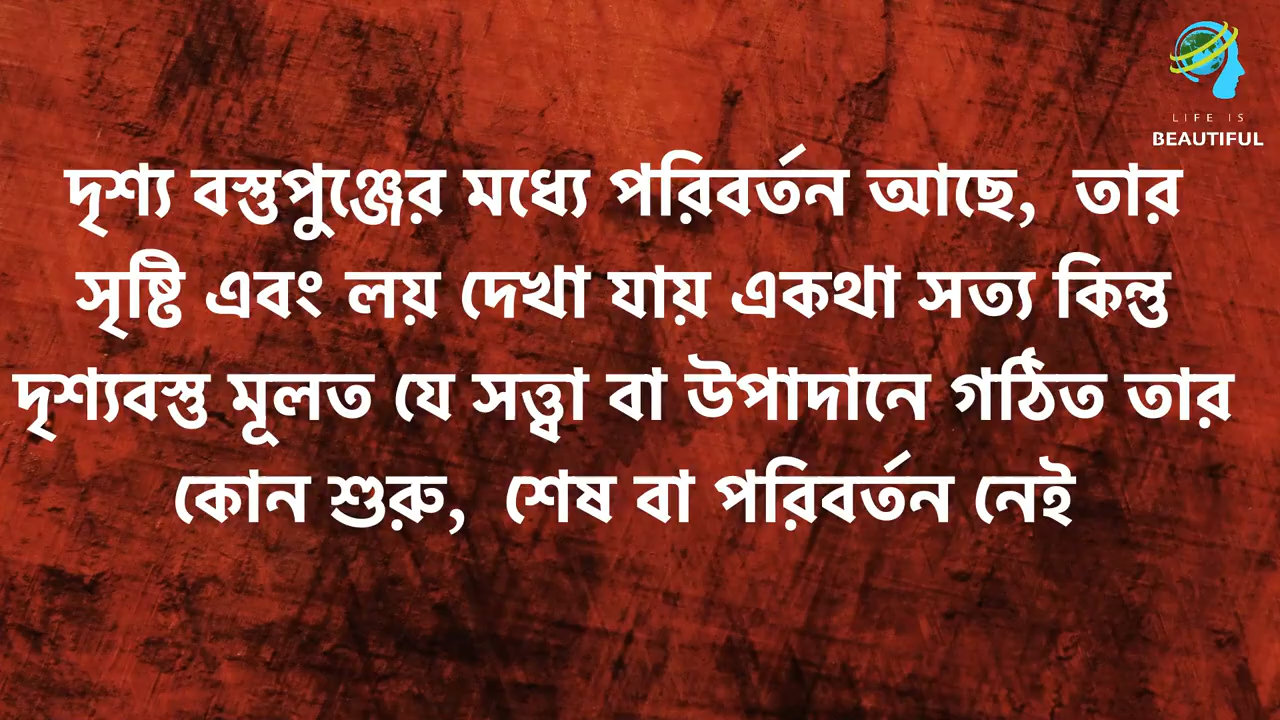 LIFE IS
BEAUTIFUL
দৃশ্য বস্তুপুঞ্জের মধ্যে পরিবর্তন আছে, তার
সৃষ্টি এবং লয় দেখা যায় একথা সত্য কিন্তু
দৃশ্যবস্তু মূলত যে সত্ত্বা বা উপাদানে গঠিত তার
কোন শুরু, শেষ বা পরিবর্তন নেই